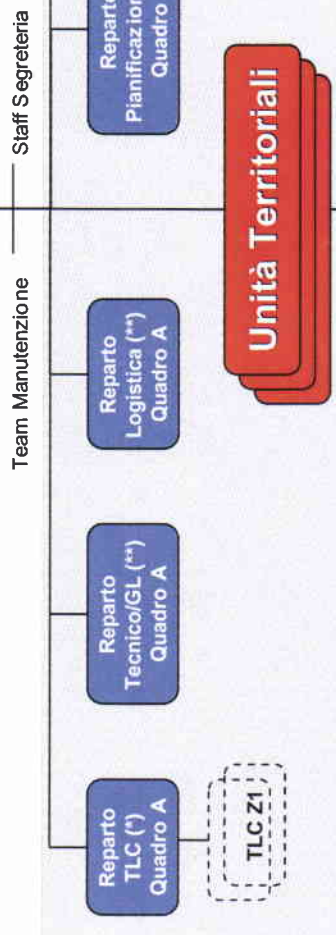 Team Manutenzione
Staff Segreteria
Reparto
TLC (*)
Quadro A
Reparto
Tecnico/GL (**)
Quadro A
Reparto
Logistica (**)
Quadro A
Reparto
Pianificazion
Quadro
TLC Z1
Unità Territoriali